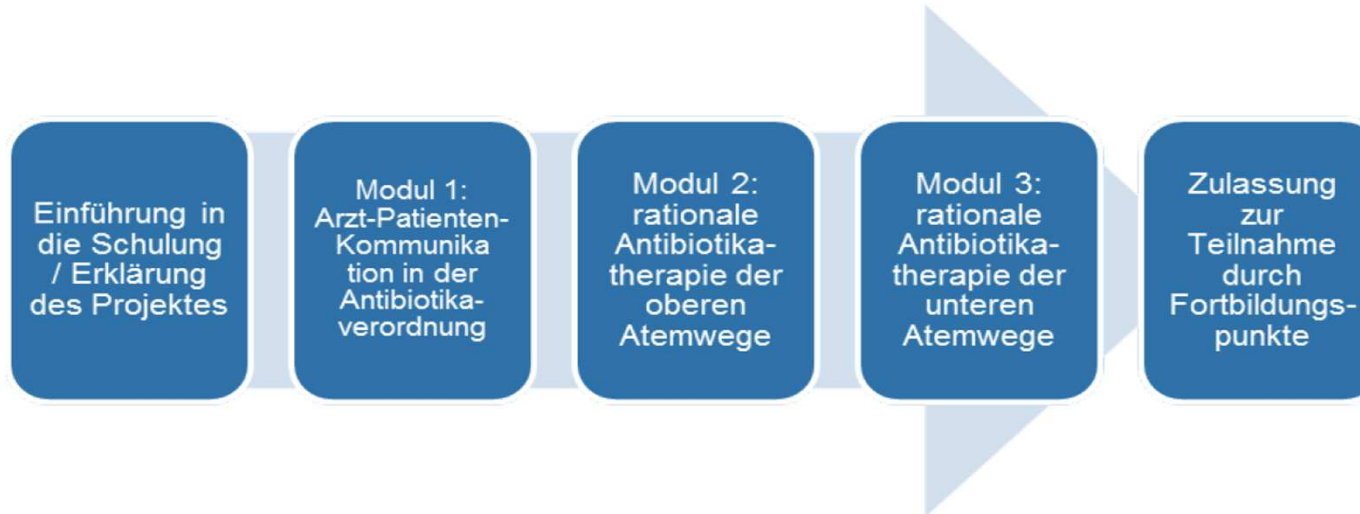 Einführung in
die Schulung
/ Erklärung
des Projektes
Modul 1:
Arzt-Patienten-
Kommunika
tion in der
Antibiotika-
verordnung
Modul 2:
rationale
Antibiotika-
therapie der
oberen
Atemwege
Modul 3:
rationale
Antibiotika-
therapie der
unteren
Atemwege
Zulassung
zur
Teilnahme
durch
Fortbildungs-
punkte